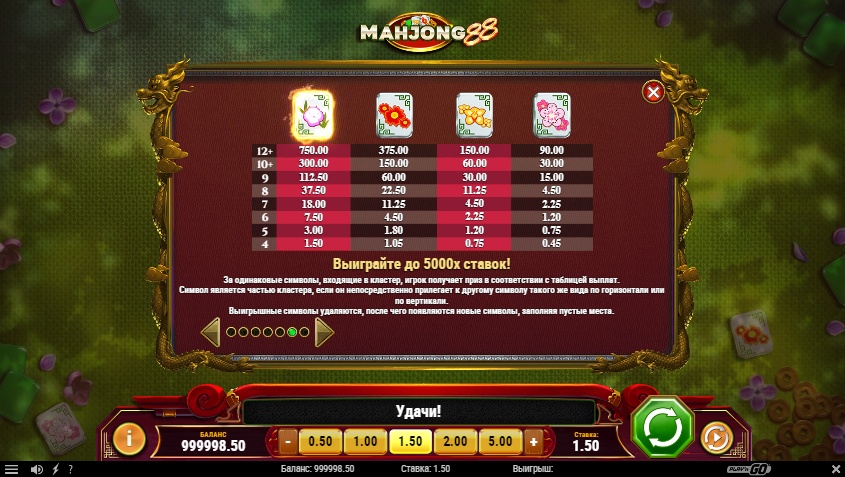 MAHJONG 88
12+ 750.00 375.00 150.00 90.00
10+ 300.00 150.00 60.00 30.00
9 112.50 60.00 30.00 15.00
8 37.50 22.50 11.25 4.50
7 18.00 11.25 4.50 2.25
6 7.50 4.50 2.25 1.20
5 3.00 1.80 1.20 0.75
4 1.50 1.05 0.75 0.45
Выиграйте до 5000x ставок!
За одинаковые символы, входящие в кластер, игрок получает приз в соответствии с таблицей выплат.
Символ является частью кластера, если он непосредственно прилегает к другому символу такого же вида по горизонтали или
по вертикали.
Выигрышные символы удаляются, после чего появляются новые символы, заполняя пустые места.
Удачи!
БАЛАНС
999998.50
- 0.50 1.00 1.50 2.00 5.00 +
Ставка:
1.50
Баланс: 999998.50 Ставка: 1.50 Выигрыш:
PLAY'N GO